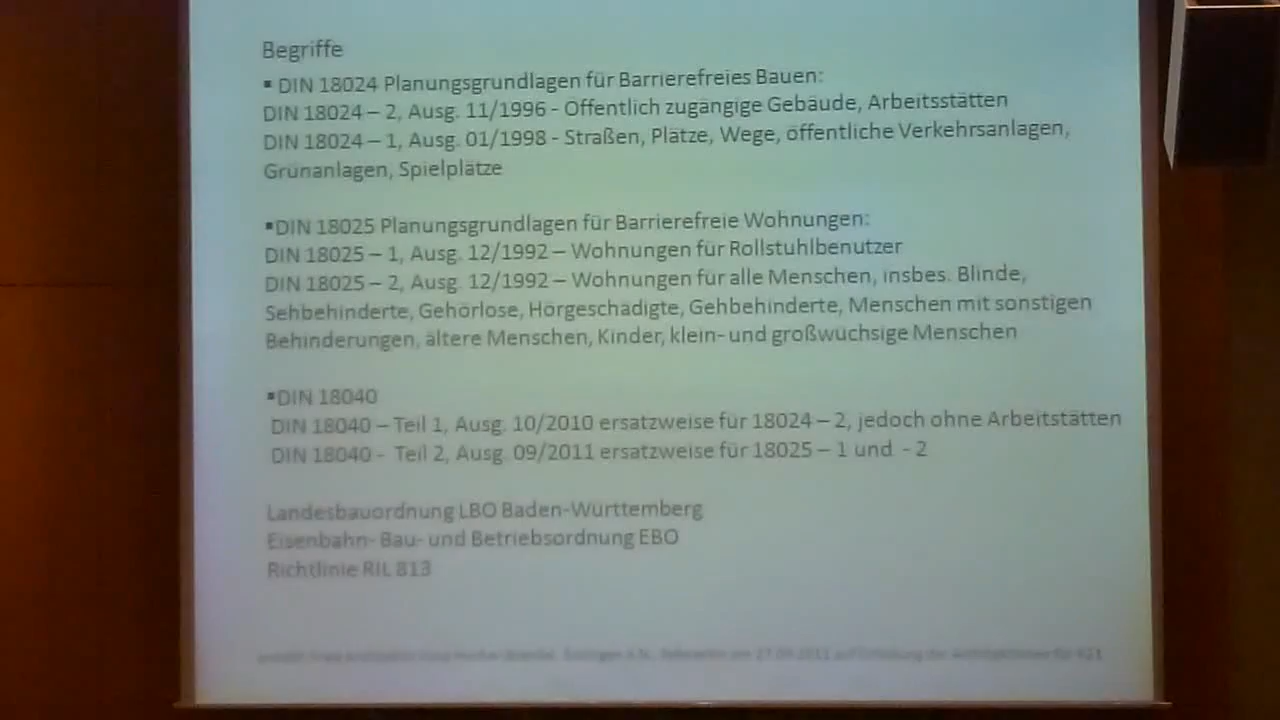 Begriffe
▪ DIN 18024 Planungsgrundlagen für Barrierefreies Bauen:
DIN 18024 – 2, Ausg. 11/1996 - Öffentlich zugängige Gebäude, Arbeitsstätten
DIN 18024 – 1, Ausg. 01/1998 - Straßen, Plätze, Wege, öffentliche Verkehrsanlagen,
Grünanlagen, Spielplätze
▪DIN 18025 Planungsgrundlagen für Barrierefreie Wohnungen:
DIN 18025 – 1, Ausg. 12/1992 – Wohnungen für Rollstuhlbenutzer
DIN 18025 – 2, Ausg. 12/1992 – Wohnungen für alle Menschen, insbes. Blinde,
Sehbehinderte, Gehörlose, Hörgeschädigte, Gehbehinderte, Menschen mit sonstigen
Behinderungen, ältere Menschen, Kinder, klein- und großwüchsige Menschen
▪DIN 18040
DIN 18040 – Teil 1, Ausg. 10/2010 ersatzweise für 18024 – 2, jedoch ohne Arbeitstätten
DIN 18040 - Teil 2, Ausg. 09/2011 ersatzweise für 18025 – 1 und - 2
Landesbauordnung LBO Baden-Württemberg
Eisenbahn- Bau- und Betriebsordnung EBO
Richtlinie RIL 813